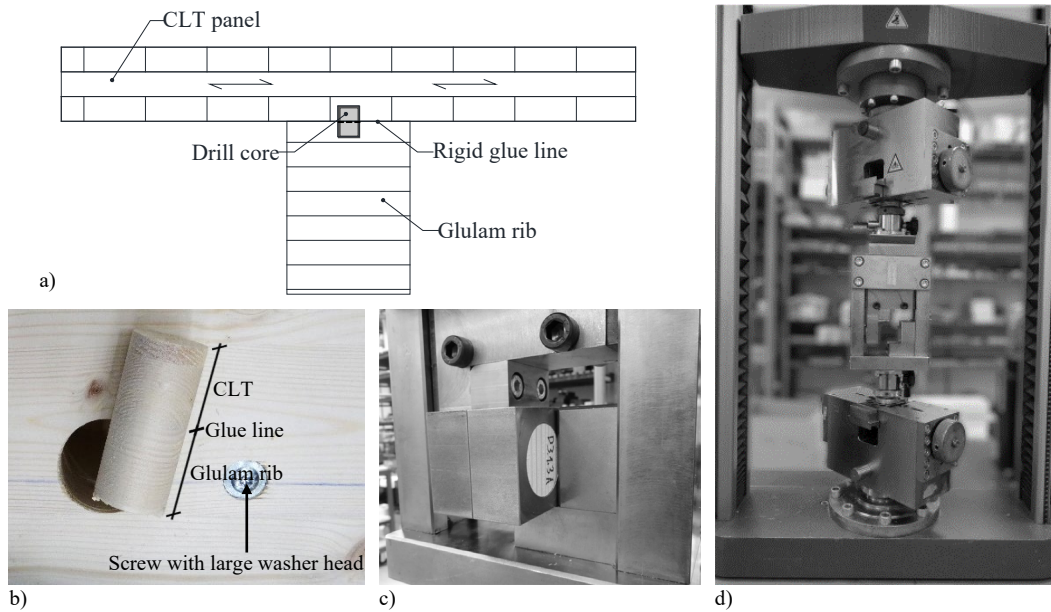 CLT panel
Drill core
Rigid glue line
Glulam rib
a)
CLT
Glue line
Glulam rib
Screw with large washer head
P313A
b)
c)
d)